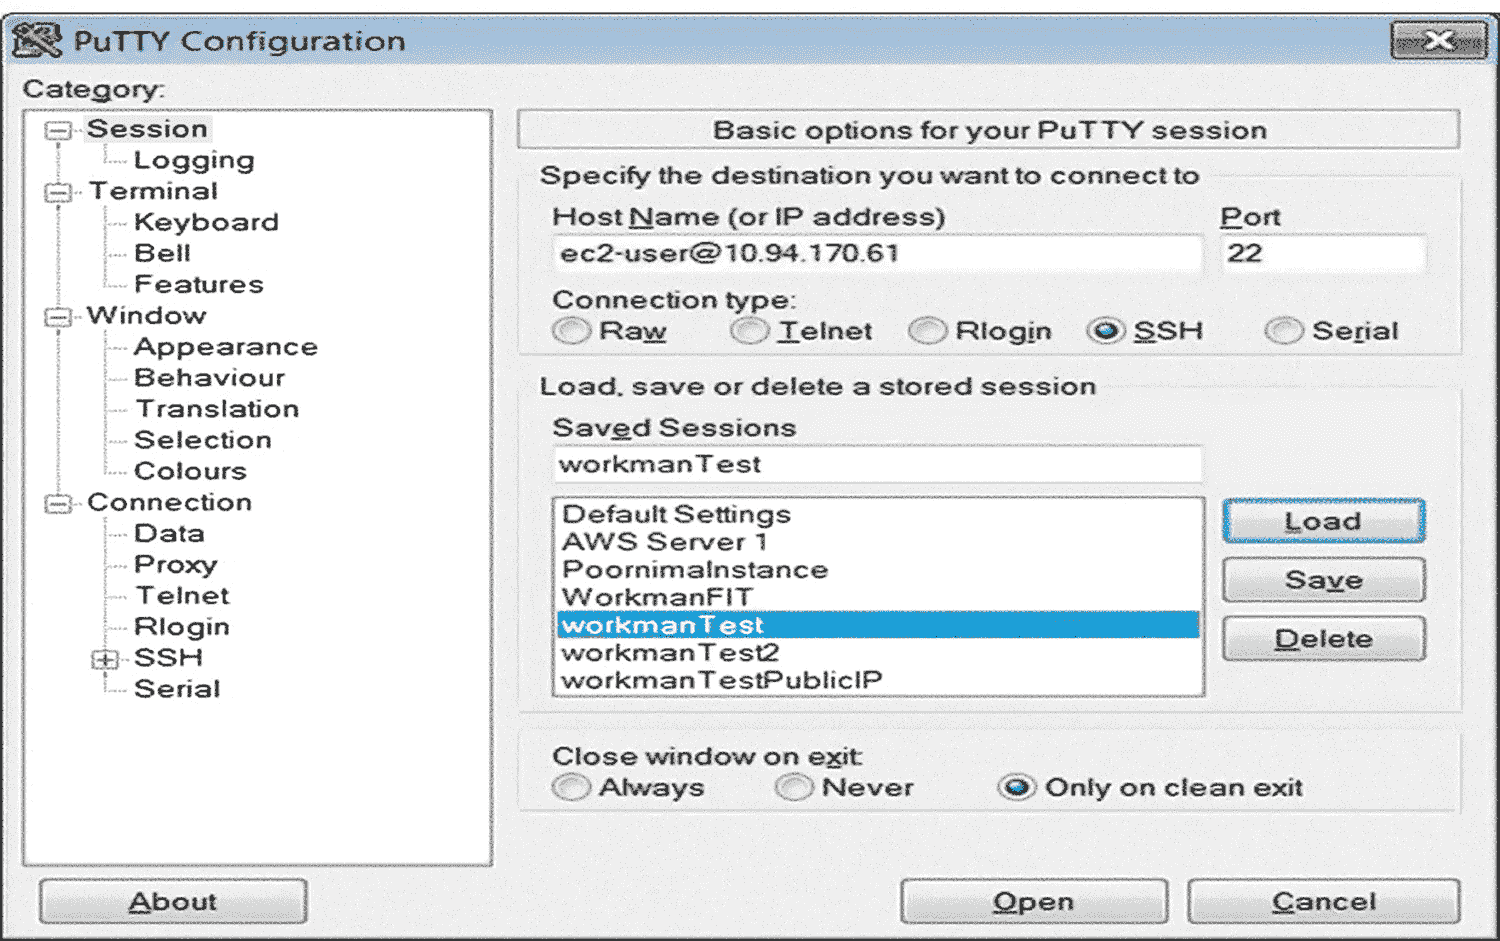 PuTTY Configuration
Category:
Session
Logging
Terminal
Keyboard
Bell
Features
Window
Appearance
Behaviour
Translation
Selection
Colours
Connection
Data
Proxy
Telnet
Rlogin
SSH
Serial
Basic options for your PuTTY session
Specify the destination you want to connect to
Host Name (or IP address) Port
ec2-user@10.94.170.61 22
Connection type:
Raw Telnet Rlogin SSH Serial
Load, save or delete a stored session
Saved Sessions
workmanTest
Default Settings
AWS Server 1
PoornimaInstance
WorkmanFIT
workmanTest
workmanTest2
workmanTestPublicIP
Load
Save
Delete
Close window on exit:
Always Never Only on clean exit
About Open Cancel